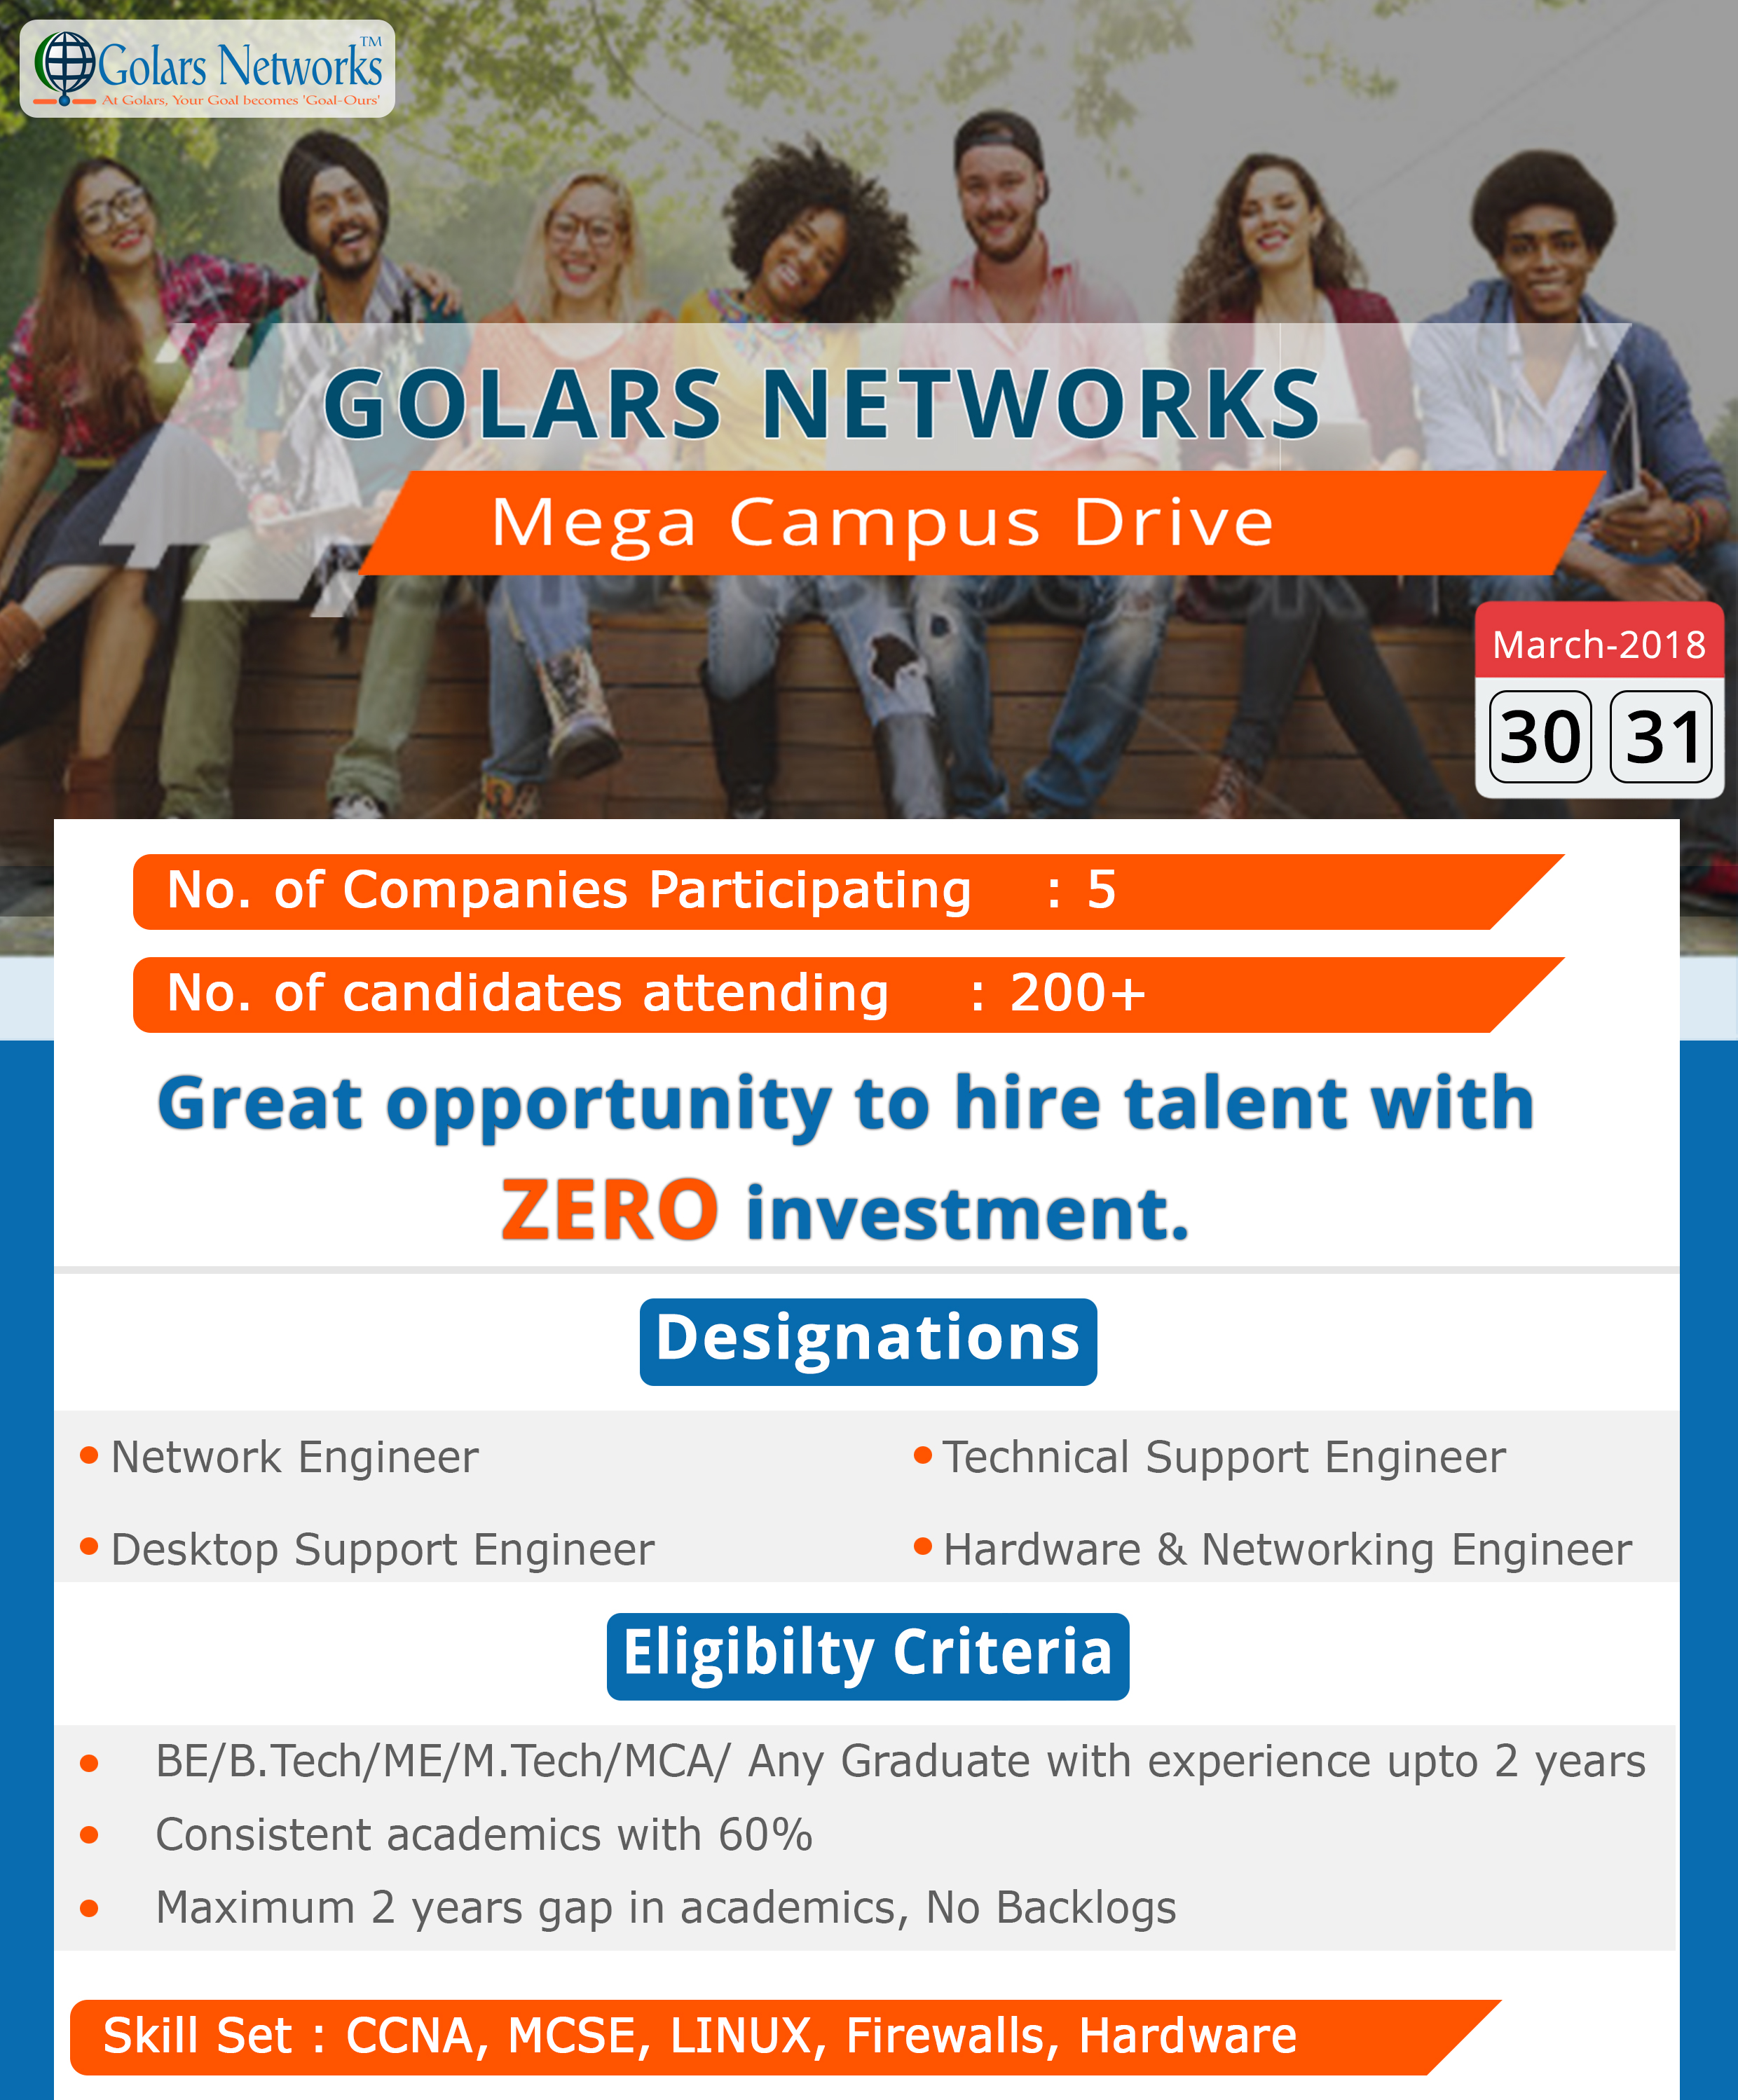 Golars Networks™
At Golars, Your Goal becomes 'Goal-Ours'
GOLARS NETWORKS
Mega Campus Drive
March-2018
30 31
No. of Companies Participating : 5
No. of candidates attending : 200+
Great opportunity to hire talent with
ZERO investment.
Designations
• Network Engineer
• Technical Support Engineer
• Desktop Support Engineer
• Hardware & Networking Engineer
Eligibilty Criteria
• BE/B.Tech/ME/M.Tech/MCA/ Any Graduate with experience upto 2 years
• Consistent academics with 60%
• Maximum 2 years gap in academics, No Backlogs
Skill Set : CCNA, MCSE, LINUX, Firewalls, Hardware